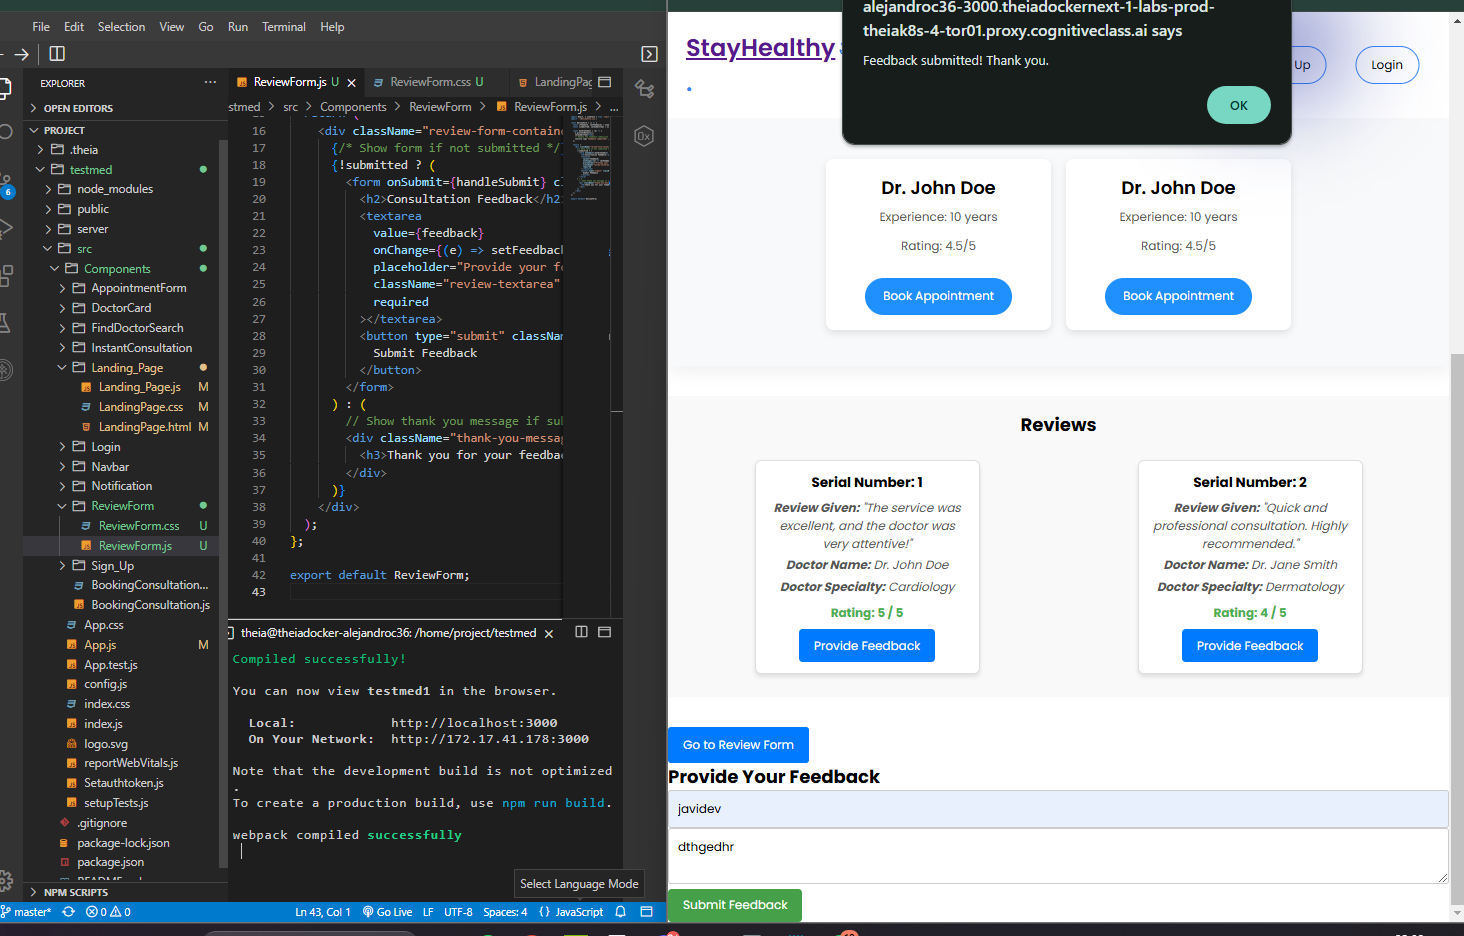 File Edit Selection View Go Run Terminal Help
EXPLORER ...
OPEN EDITORS
PROJECT
.theia
testmed
node_modules
public
server
src
Components
AppointmentForm
DoctorCard
FindDoctorSearch
InstantConsultation
Landing_Page
Landing_Page.js M
LandingPage.css M
LandingPage.html M
Login
Navbar
Notification
ReviewForm
ReviewForm.css U
ReviewForm.js U
Sign_Up
BookingConsultation...
BookingConsultation.js
App.css
App.js M
App.test.js
config.js
index.css
index.js
logo.svg
reportWebVitals.js
Setauthtoken.js
setupTests.js
.gitignore
package-lock.json
package.json
NPM SCRIPTS
6
ReviewForm.js U
ReviewForm.css U
LandingPag
stmed > src > Components > ReviewForm > ReviewForm.js > ...
16 <div className="review-form-contain
17 {/* Show form if not submitted */
18 {!submitted ? (
19 <form onSubmit={handleSubmit} cl
20 <h2>Consultation Feedback</h2
21 <textarea
22 value={feedback}
23 onChange={(e) => setFeedback
24 placeholder="Provide your fe
25 className="review-textarea"
26 required
27 ></textarea>
28 <button type="submit" classNam
29 Submit Feedback
30 </button>
31 </form>
32 ) : (
33 // Show thank you message if sub
34 <div className="thank-you-messag
35 <h3>Thank you for your feedbac
36 </div>
37 )}
38 </div>
39 );
40 };
41
42 export default ReviewForm;
43
theia@theiadocker-alejandroc36: /home/project/testmed
Compiled successfully!
You can now view testmed1 in the browser.
Local: http://localhost:3000
On Your Network: http://172.17.41.178:3000
Note that the development build is not optimized
.
To create a production build, use npm run build.
webpack compiled successfully
Select Language Mode
master* 0 0 Ln 43, Col 1 Go Live LF UTF-8 Spaces: 4 {} JavaScript
alejandroc36-3000.theiadockernext-1-labs-prod-
theiak8s-4-tor01.proxy.cognitiveclass.ai says
Feedback submitted! Thank you.
OK
StayHealthy
Up
Login
Dr. John Doe
Experience: 10 years
Rating: 4.5/5
Book Appointment
Dr. John Doe
Experience: 10 years
Rating: 4.5/5
Book Appointment
Reviews
Serial Number: 1
Review Given: "The service was
excellent, and the doctor was
very attentive!"
Doctor Name: Dr. John Doe
Doctor Specialty: Cardiology
Rating: 5 / 5
Provide Feedback
Serial Number: 2
Review Given: "Quick and
professional consultation. Highly
recommended."
Doctor Name: Dr. Jane Smith
Doctor Specialty: Dermatology
Rating: 4 / 5
Provide Feedback
Go to Review Form
Provide Your Feedback
javidev
dthgedhr
Submit Feedback